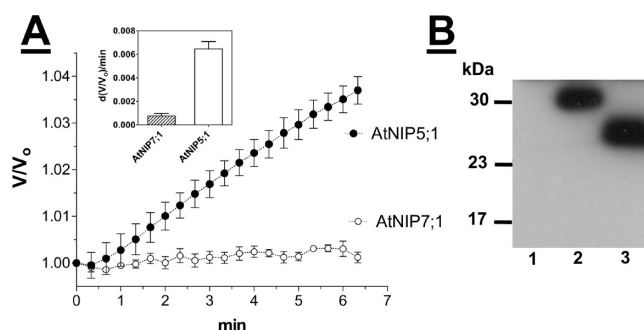 A
V/Vo
1.04
1.03
1.02
1.01
1.00
0 1 2 3 4 5 6 7
min
AtNIP5;1
AtNIP7;1
d(V/Vo)/min
0.008
0.006
0.004
0.002
0.000
AtNIP7;1
AtNIP5;1
B
kDa
30
23
17
1 2 3